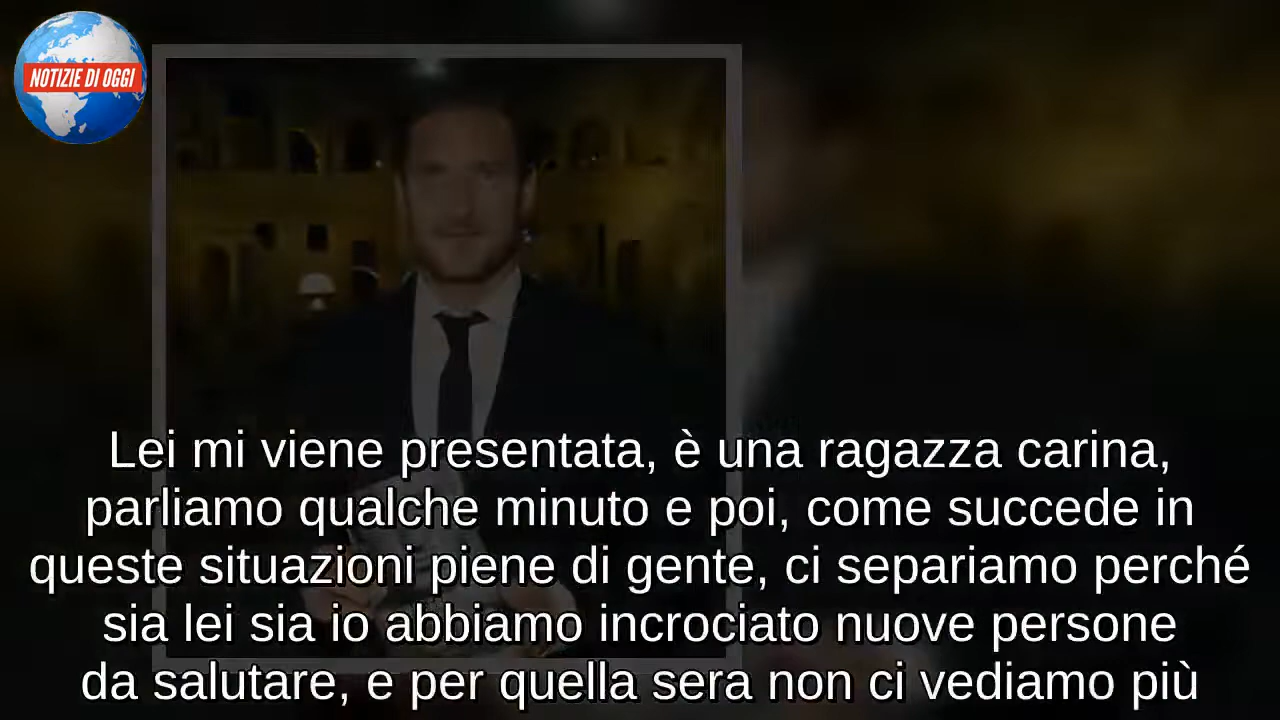 NOTIZIE DI OGGI
Lei mi viene presentata, è una ragazza carina,
parliamo qualche minuto e poi, come succede in
queste situazioni piene di gente, ci separiamo perché
sia lei sia io abbiamo incrociato nuove persone
da salutare, e per quella sera non ci vediamo più